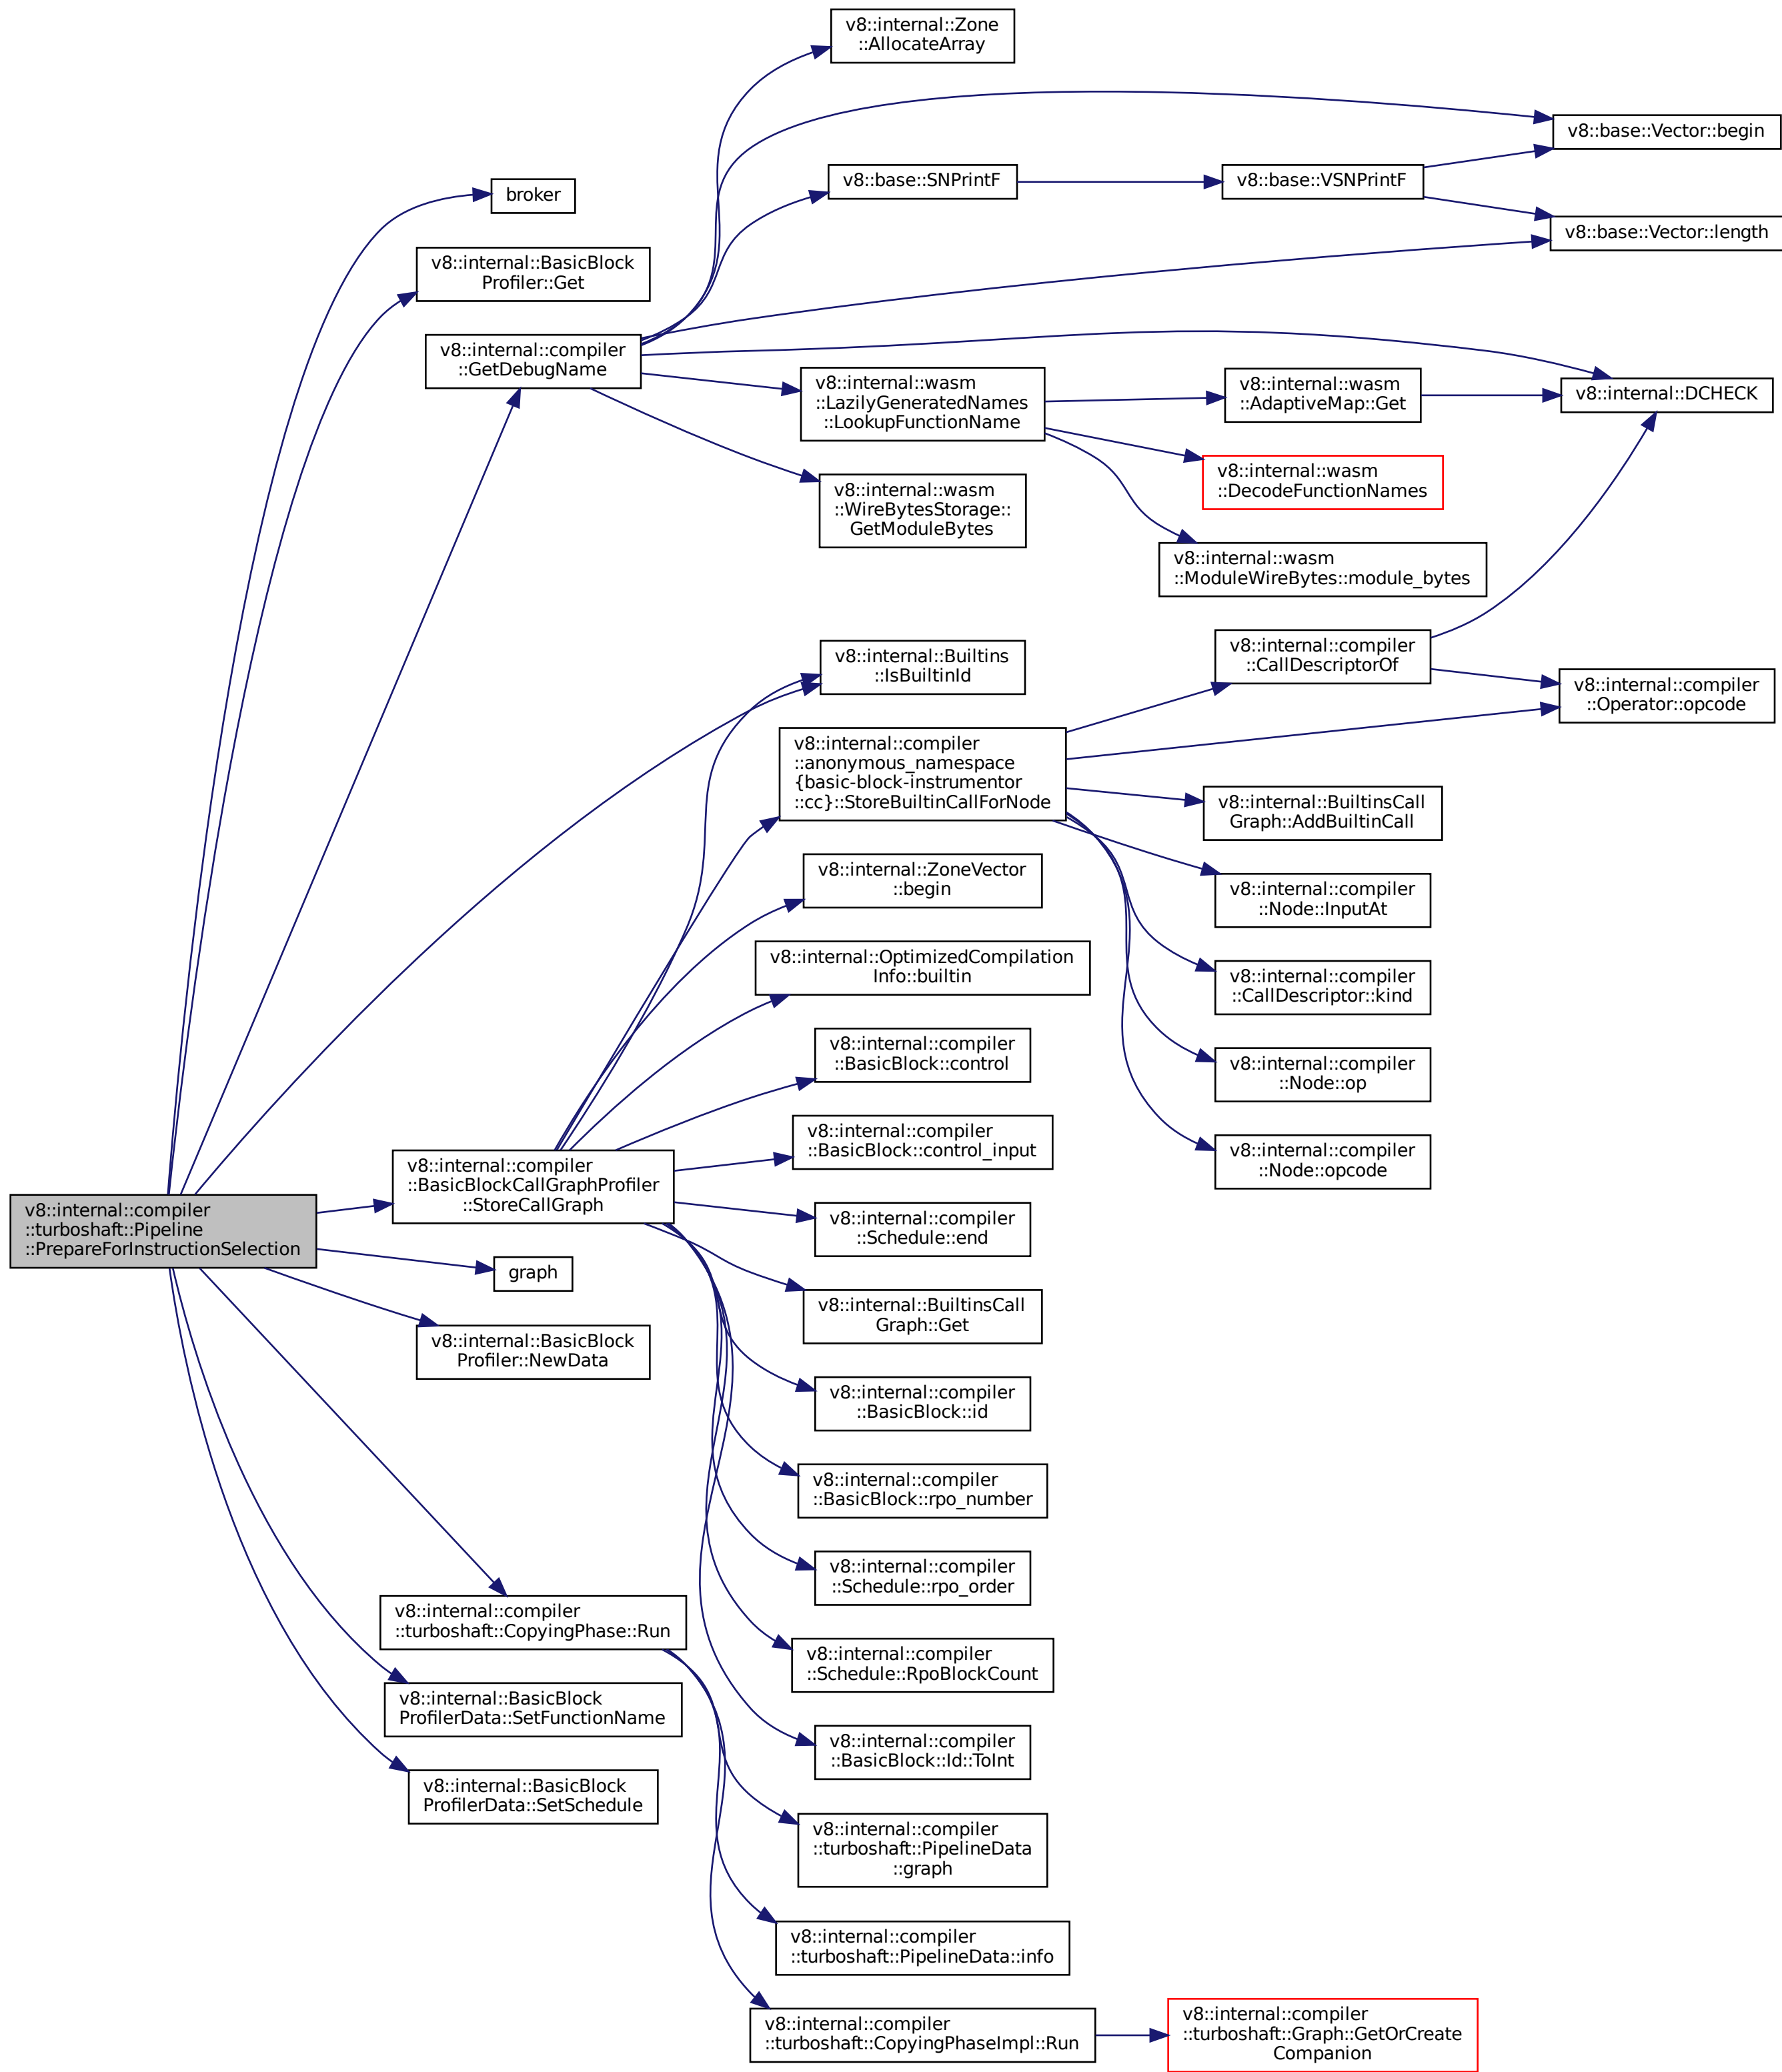 v8::internal::Zone
::AllocateArray
v8::base::Vector::begin
broker
v8::base::SNPrintF
v8::base::VSNPrintF
v8::base::Vector::length
v8::internal::BasicBlock
Profiler::Get
v8::internal::compiler
::GetDebugName
v8::internal::wasm
::LazilyGeneratedNames
::LookupFunctionName
v8::internal::wasm
::AdaptiveMap::Get
v8::internal::DCHECK
v8::internal::wasm
::DecodeFunctionNames
v8::internal::wasm
::WireBytesStorage::
GetModuleBytes
v8::internal::wasm
::ModuleWireBytes::module_bytes
v8::internal::Builtins
::IsBuiltinId
v8::internal::compiler
::CallDescriptorOf
v8::internal::compiler
::Operator::opcode
v8::internal::compiler
::anonymous_namespace
{basic-block-instrumentor
::cc}::StoreBuiltinCallForNode
v8::internal::BuiltinsCall
Graph::AddBuiltinCall
v8::internal::ZoneVector
::begin
v8::internal::compiler
::Node::InputAt
v8::internal::OptimizedCompilation
Info::builtin
v8::internal::compiler
::CallDescriptor::kind
v8::internal::compiler
::BasicBlock::control
v8::internal::compiler
::Node::op
v8::internal::compiler
::BasicBlock::control_input
v8::internal::compiler
::Node::opcode
v8::internal::compiler
::BasicBlockCallGraphProfiler
::StoreCallGraph
v8::internal::compiler
::turboshaft::Pipeline
::PrepareForInstructionSelection
v8::internal::compiler
::Schedule::end
graph
v8::internal::BuiltinsCall
Graph::Get
v8::internal::BasicBlock
Profiler::NewData
v8::internal::compiler
::BasicBlock::id
v8::internal::compiler
::BasicBlock::rpo_number
v8::internal::compiler
::Schedule::rpo_order
v8::internal::compiler
::turboshaft::CopyingPhase::Run
v8::internal::compiler
::Schedule::RpoBlockCount
v8::internal::BasicBlock
ProfilerData::SetFunctionName
v8::internal::compiler
::BasicBlock::Id::ToInt
v8::internal::BasicBlock
ProfilerData::SetSchedule
v8::internal::compiler
::turboshaft::PipelineData
::graph
v8::internal::compiler
::turboshaft::PipelineData::info
v8::internal::compiler
::turboshaft::CopyingPhaseImpl::Run
v8::internal::compiler
::turboshaft::Graph::GetOrCreate
Companion